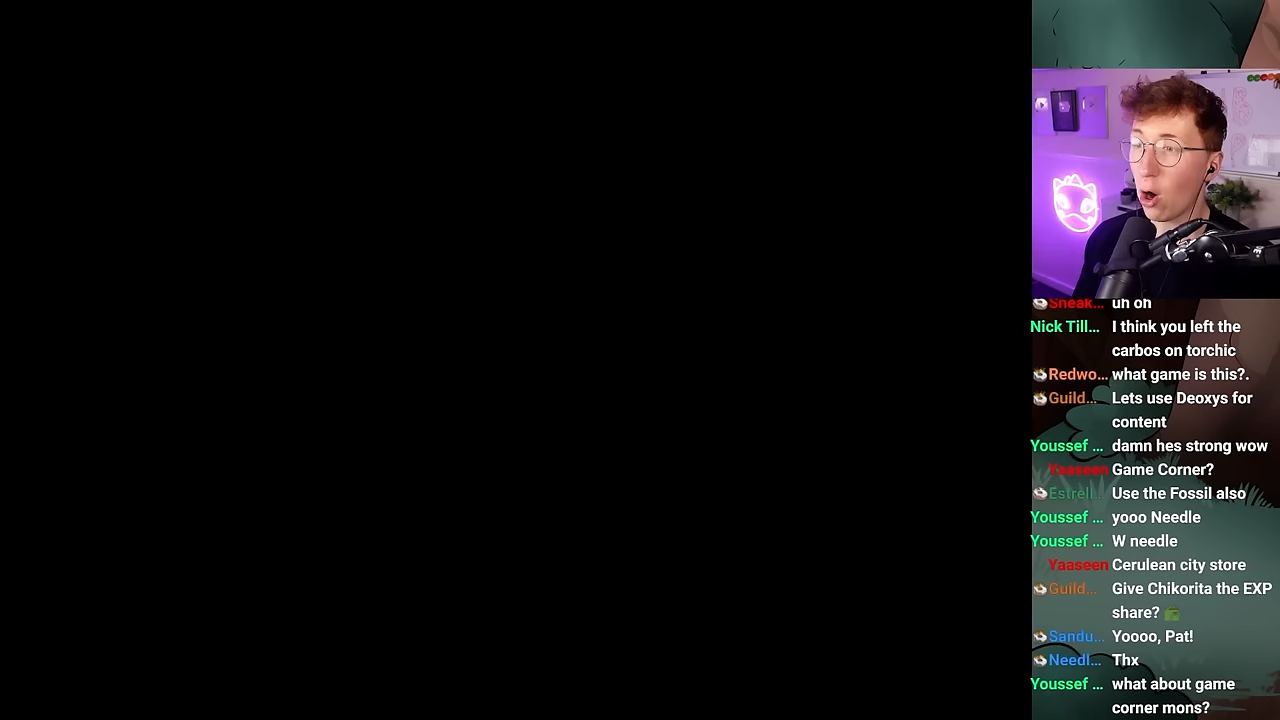 Sneak... uh oh
Nick Till... I think you left the
carbos on torchic
Redwo... what game is this?.
Guild... Lets use Deoxys for
content
Youssef ... damn hes strong wow
Yaaseen Game Corner?
Estrell... Use the Fossil also
Youssef ... yooo Needle
Youssef ... W needle
Yaaseen Cerulean city store
Guild... Give Chikorita the EXP
share?
Sandu... Yoooo, Pat!
Needl... Thx
Youssef ... what about game
corner mons?